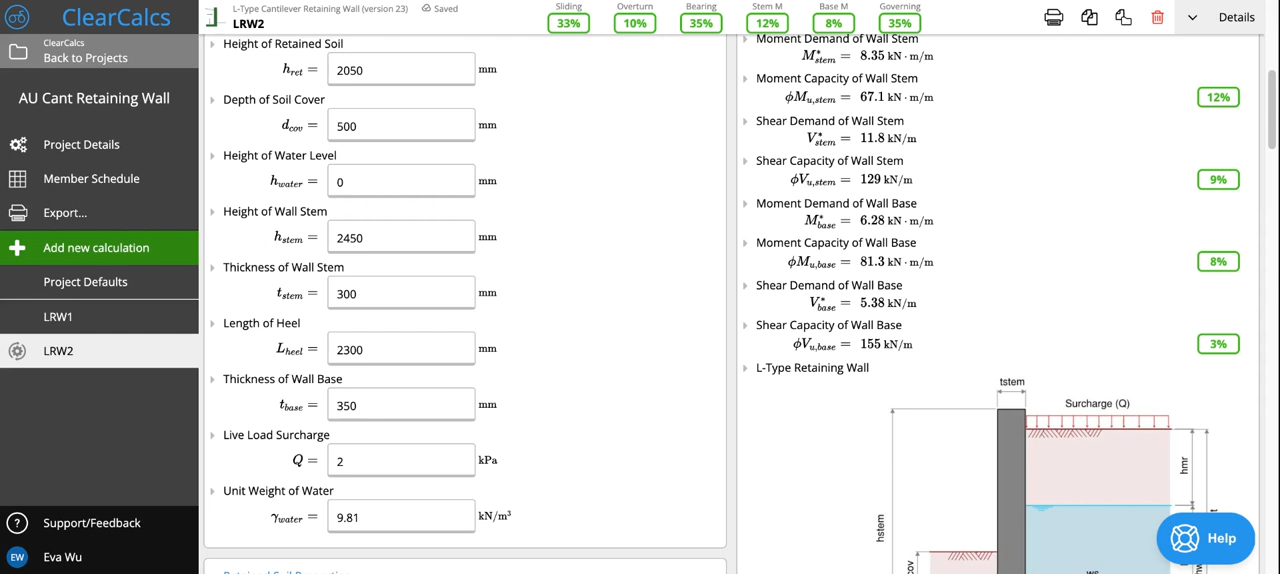 ClearCalcs
ClearCalcs
Back to Projects
AU Cant Retaining Wall
Project Details
Member Schedule
Export...
Add new calculation
Project Defaults
LRW1
LRW2
Support/Feedback
EW Eva Wu
L-Type Cantilever Retaining Wall (version 23) Saved
LRW2
Sliding Overturn Bearing Stem M Base M Governing
33% 10% 35% 12% 8% 35%
Details
Height of Retained Soil
h_ret = 2050 mm
Depth of Soil Cover
d_cov = 500 mm
Height of Water Level
h_water = 0 mm
Height of Wall Stem
h_stem = 2450 mm
Thickness of Wall Stem
t_stem = 300 mm
Length of Heel
L_heel = 2300 mm
Thickness of Wall Base
t_base = 350 mm
Live Load Surcharge
Q = 2 kPa
Unit Weight of Water
γ_water = 9.81 kN/m³
Moment Demand of Wall Stem
M*_stem = 8.35 kN · m/m
Moment Capacity of Wall Stem
ϕM_u,stem = 67.1 kN · m/m 12%
Shear Demand of Wall Stem
V*_stem = 11.8 kN/m
Shear Capacity of Wall Stem
ϕV_u,stem = 129 kN/m 9%
Moment Demand of Wall Base
M*_base = 6.28 kN · m/m
Moment Capacity of Wall Base
ϕM_u,base = 81.3 kN · m/m 8%
Shear Demand of Wall Base
V*_base = 5.38 kN/m
Shear Capacity of Wall Base
ϕV_u,base = 155 kN/m 3%
L-Type Retaining Wall
tstem
Surcharge (Q)
hmr
hstem
Help